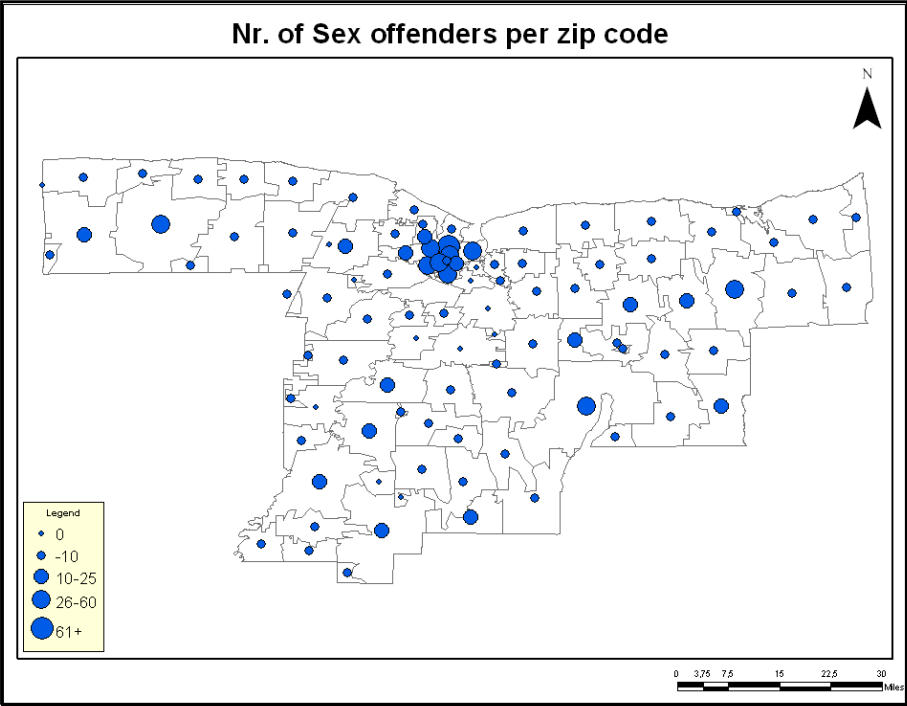 Nr. of Sex offenders per zip code
N
Legend
0
-10
10-25
26-60
61+
0 3,75 7,5 15 22,5 30
Miles